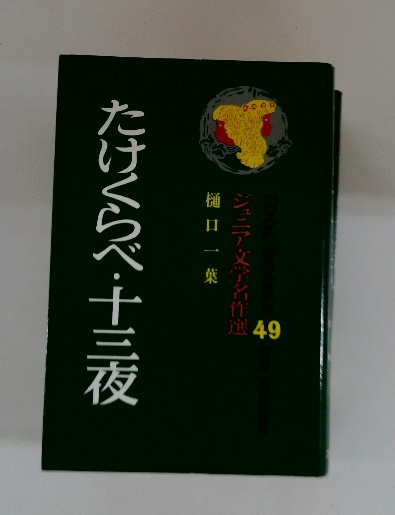 ジュニア文学名作選
49
樋口一葉
たけくらべ・十三夜